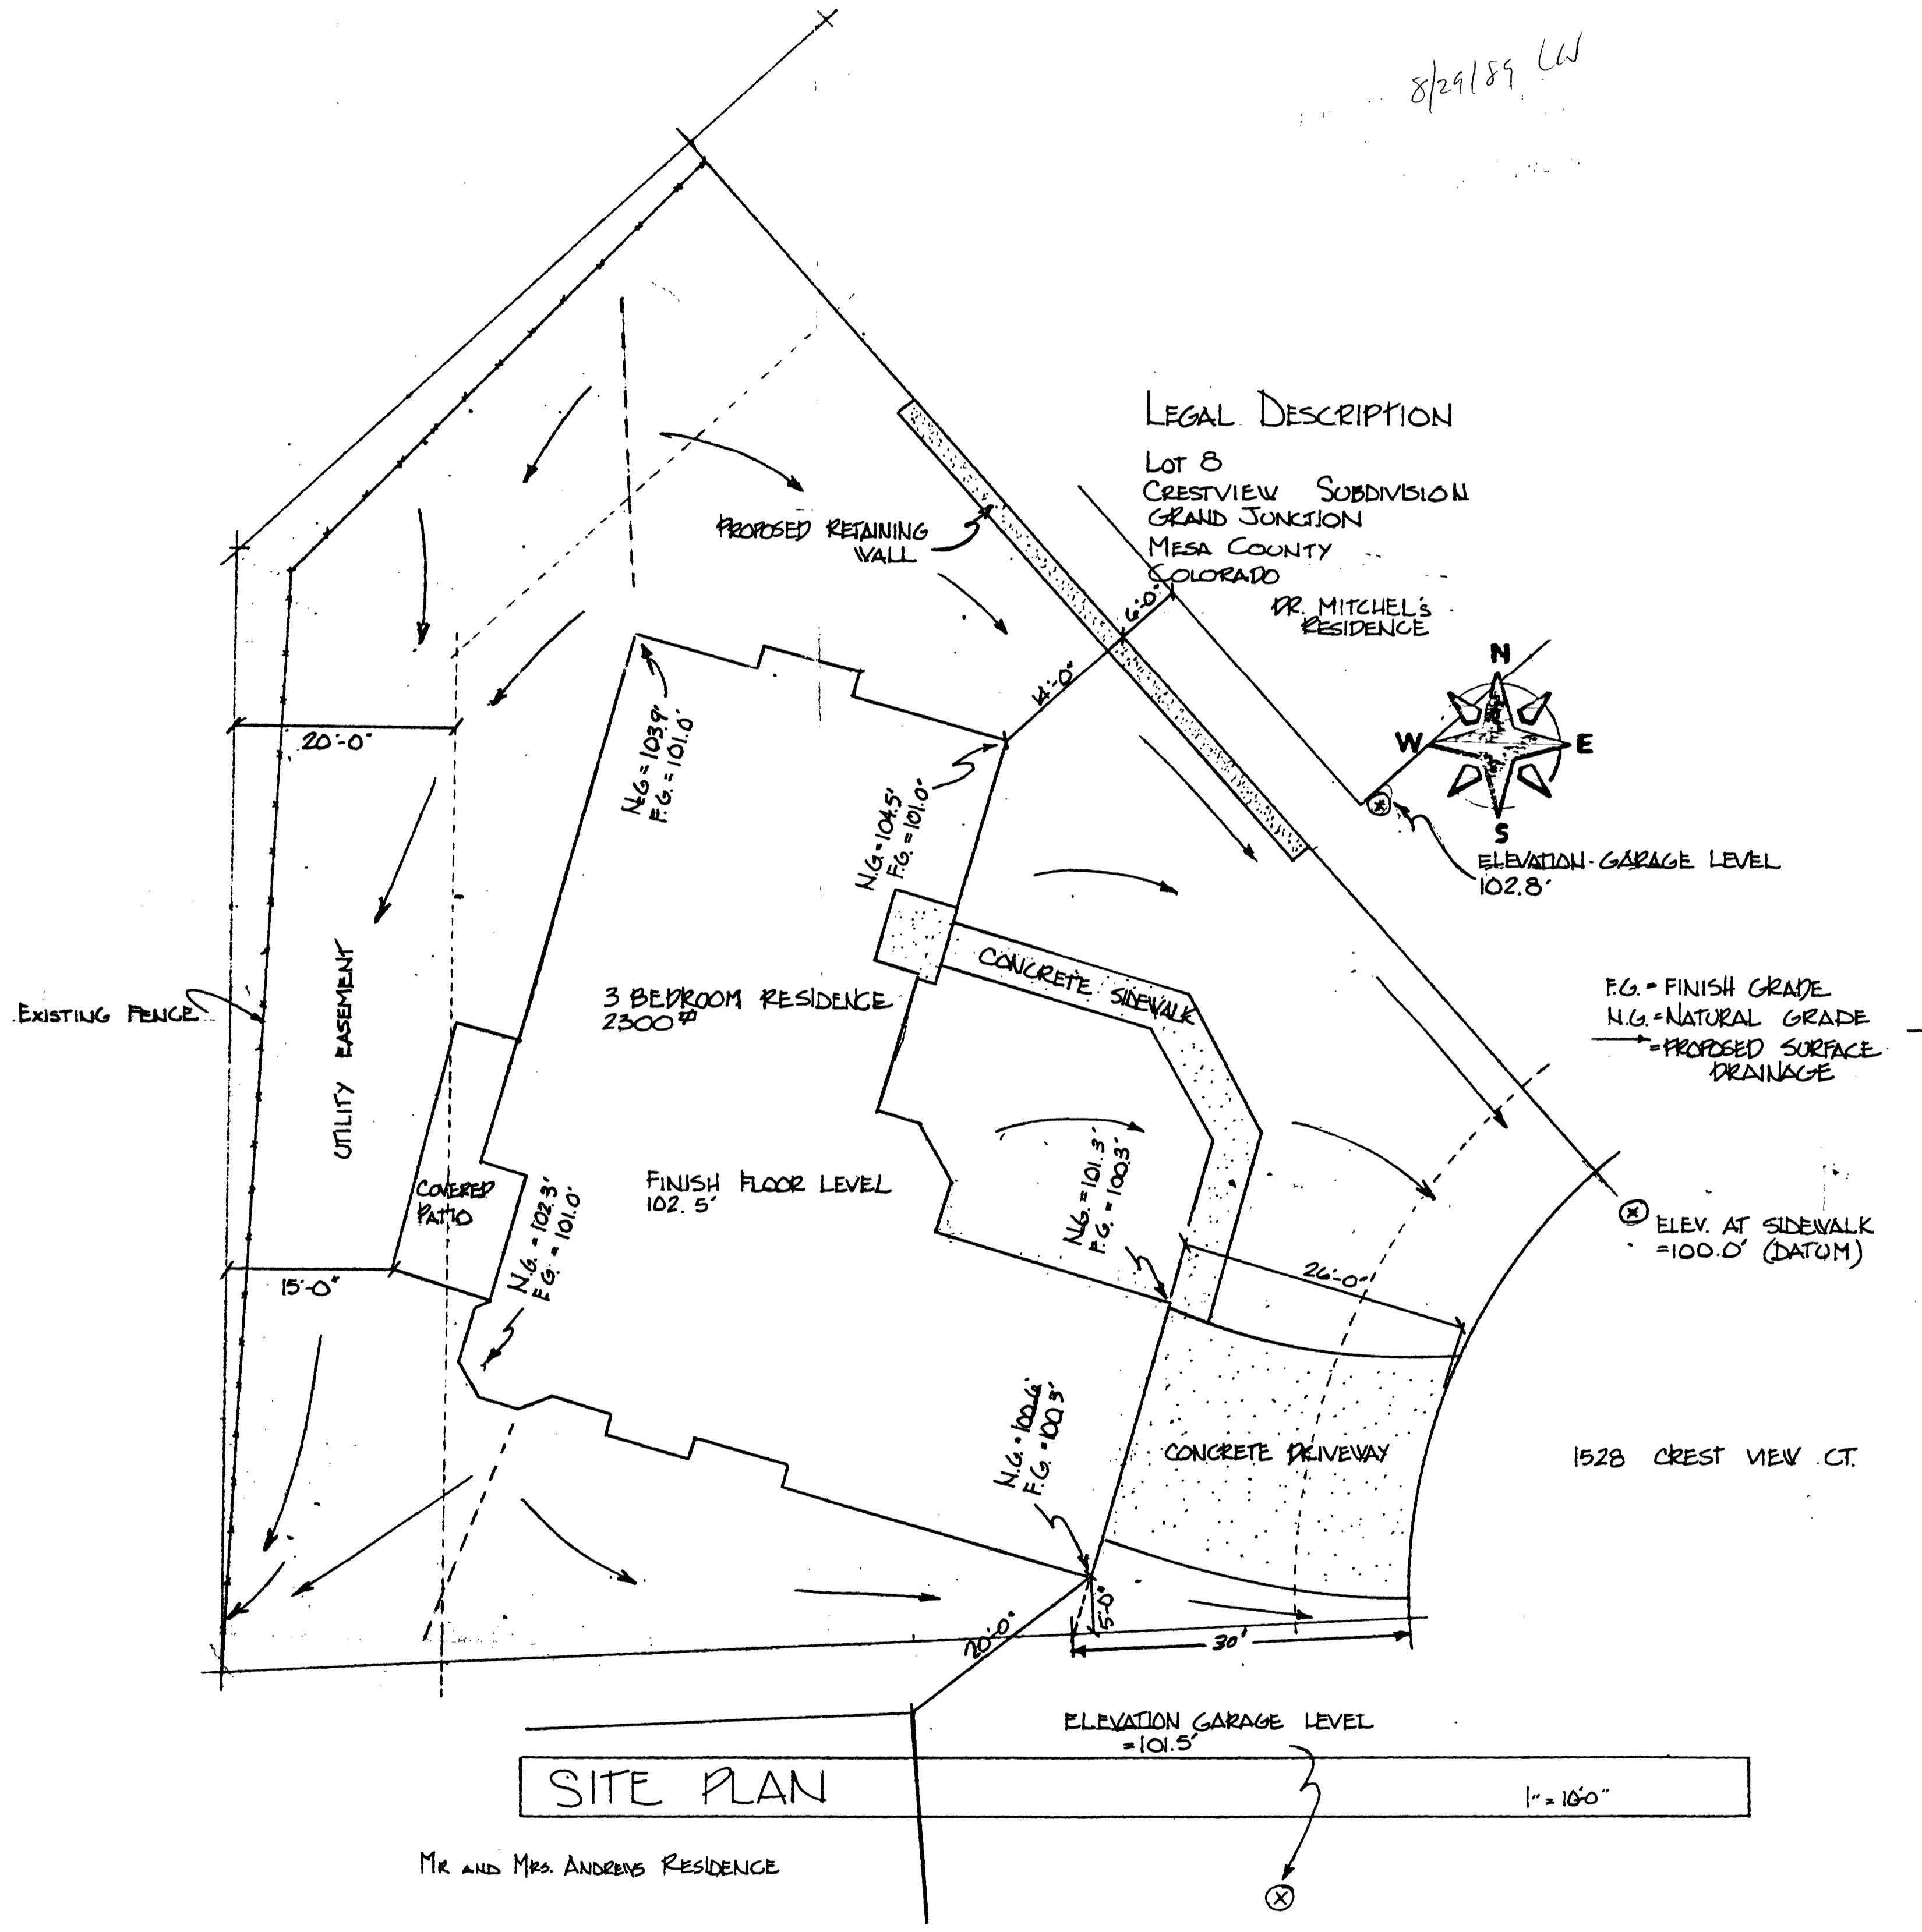 8/29/89 LW
LEGAL DESCRIPTION
LOT 8
CRESTVIEW SUBDIVISION
GRAND JUNCTION
MESA COUNTY
COLORADO
DR. MITCHEL'S
RESIDENCE
PROPOSED RETAINING
WALL
6'-0"
14'-0"
N
W
E
S
20'-0"
N.G. = 103.9'
F.G. = 101.0'
N.G. = 104.5'
F.G. = 101.0'
ELEVATION-GARAGE LEVEL
102.8'
CONCRETE SIDEWALK
3 BEDROOM RESIDENCE
2300
EXISTING FENCE
UTILITY EASEMENT
F.G. = FINISH GRADE
N.G. = NATURAL GRADE
= PROPOSED SURFACE
DRAINAGE
COVERED
PATIO
FINISH FLOOR LEVEL
102.5'
N.G. = 101.3'
F.G. = 100.3'
N.G. = 102.3'
F.G. = 101.0'
ELEV. AT SIDEWALK
=100.0' (DATUM)
15'-0"
26'-0"
N.G. = 100.6'
F.G. = 100.3'
CONCRETE DRIVEWAY
1528 CREST VIEW CT.
5'-0"
20'-0"
30'
ELEVATION GARAGE LEVEL
=101.5'
SITE PLAN
1" = 10'-0"
MR AND MRS. ANDREWS RESIDENCE